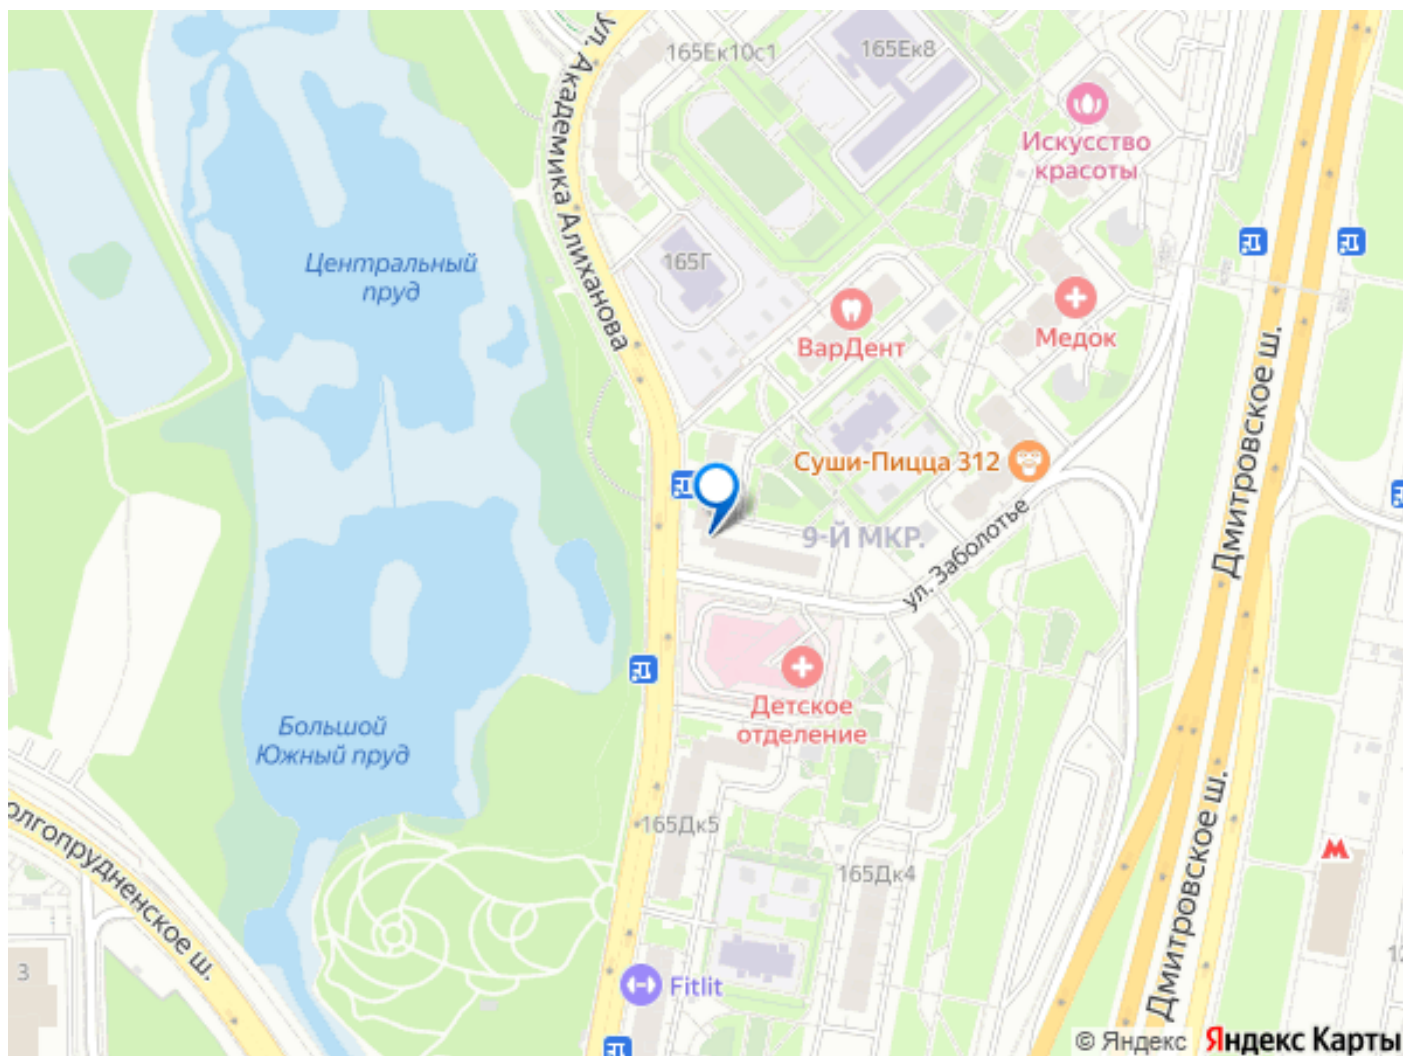 ул. Академика Алиханова
165Ек10с1
165Ек8
Искусство
красоты
Центральный
пруд
165Г
ВарДент
Медок
Дмитровское ш.
Суши-Пицца 312
9-Й МКР.
ул. Заболотье
Детское
отделение
Большой
Южный пруд
165Дк5
165Дк4
Дмитровское ш.
олгопрудненское ш.
3
Fitlit
12
© Яндекс
Яндекс Карты